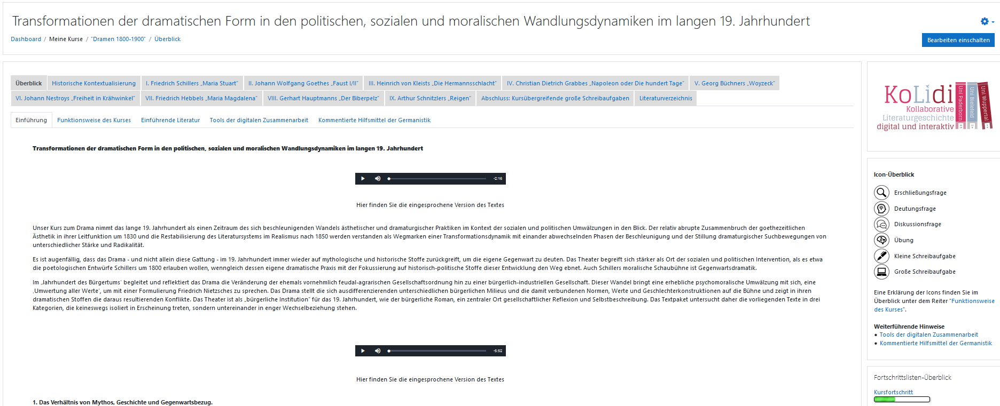 Transformationen der dramatischen Form in den politischen, sozialen und moralischen Wandlungsdynamiken im langen 19. Jahrhundert
Dashboard / Meine Kurse / "Dramen 1800-1900" / Überblick
Bearbeiten einschalten
Überblick Historische Kontextualisierung I. Friedrich Schillers „Maria Stuart" II. Johann Wolfgang Goethes „Faust I/II" III. Heinrich von Kleists „Die Hermannsschlacht" IV. Christian Dietrich Grabbes „Napoleon oder Die hundert Tage" V. Georg Büchners „Woyzeck"
VI. Johann Nestroys „Freiheit in Krähwinkel" VII. Friedrich Hebbels „Maria Magdalena" VIII. Gerhart Hauptmanns „Der Biberpelz" IX. Arthur Schnitzlers „Reigen" Abschluss: Kursübergreifende große Schreibaufgaben Literaturverzeichnis
Einführung Funktionsweise des Kurses Einführende Literatur Tools der digitalen Zusammenarbeit Kommentierte Hilfsmittel der Germanistik
Transformationen der dramatischen Form in den politischen, sozialen und moralischen Wandlungsdynamiken im langen 19. Jahrhundert
-2:16
Hier finden Sie die eingesprochene Version des Textes
Unser Kurs zum Drama nimmt das lange 19. Jahrhundert als einen Zeitraum des sich beschleunigenden Wandels ästhetischer und dramaturgischer Praktiken im Kontext der sozialen und politischen Umwälzungen in den Blick. Der relativ abrupte Zusammenbruch der goethezeitlichen
Ästhetik in ihrer Leitfunktion um 1830 und die Restabilisierung des Literatursystems im Realismus nach 1850 werden verstanden als Wegmarken einer Transformationsdynamik mit einander abwechselnden Phasen der Beschleunigung und der Stillung dramaturgischer Suchbewegungen von
unterschiedlicher Stärke und Radikalität.
Es ist augenfällig, dass das Drama - und nicht allein diese Gattung - im 19. Jahrhundert immer wieder auf mythologische und historische Stoffe zurückgreift, um die eigene Gegenwart zu deuten. Das Theater begreift sich stärker als Ort der sozialen und politischen Intervention, als es etwa
die poetologischen Entwürfe Schillers um 1800 erlauben wollen, wenngleich dessen eigene dramatische Praxis mit der Fokussierung auf historisch-politische Stoffe dieser Entwicklung den Weg ebnet. Auch Schillers moralische Schaubühne ist Gegenwartsdramatik.
Im ‚Jahrhundert des Bürgertums' begleitet und reflektiert das Drama die Veränderung der ehemals vornehmlich feudal-agrarischen Gesellschaftsordnung hin zu einer bürgerlich-industriellen Gesellschaft. Dieser Wandel bringt eine erhebliche psychomoralische Umwälzung mit sich, eine
‚Umwertung aller Werte', um mit einer Formulierung Friedrich Nietzsches zu sprechen. Das Drama stellt die sich ausdifferenzierenden unterschiedlichen bürgerlichen Milieus und die damit verbundenen Normen, Werte und Geschlechterkonstruktionen auf die Bühne und zeigt in ihren
dramatischen Stoffen die daraus resultierenden Konflikte. Das Theater ist als „bürgerliche Institution" für das 19. Jahrhundert, wie der bürgerliche Roman, ein zentraler Ort gesellschaftlicher Reflexion und Selbstbeschreibung. Das Textpaket untersucht daher die vorliegenden Texte in drei
Kategorien, die keineswegs isoliert in Erscheinung treten, sondern untereinander in enger Wechselbeziehung stehen.
-5:52
Hier finden Sie die eingesprochene Version des Textes
1. Das Verhältnis von Mythos, Geschichte und Gegenwartsbezug.
KoLidi
Kollaborative
Literaturgeschichte
digital und interaktiv
Uni Paderborn
Uni Bielefeld
Uni Wuppertal
Icon-Überblick
Erschließungsfrage
Deutungsfrage
Diskussionsfrage
Übung
Kleine Schreibaufgabe
Große Schreibaufgabe
Eine Erklärung der Icons finden Sie im
Überblick unter dem Reiter "Funktionsweise
des Kurses".
Weiterführende Hinweise
• Tools der digitalen Zusammenarbeit
• Kommentierte Hilfsmittel der Germanistik
Fortschrittslisten-Überblick
Kursfortschritt